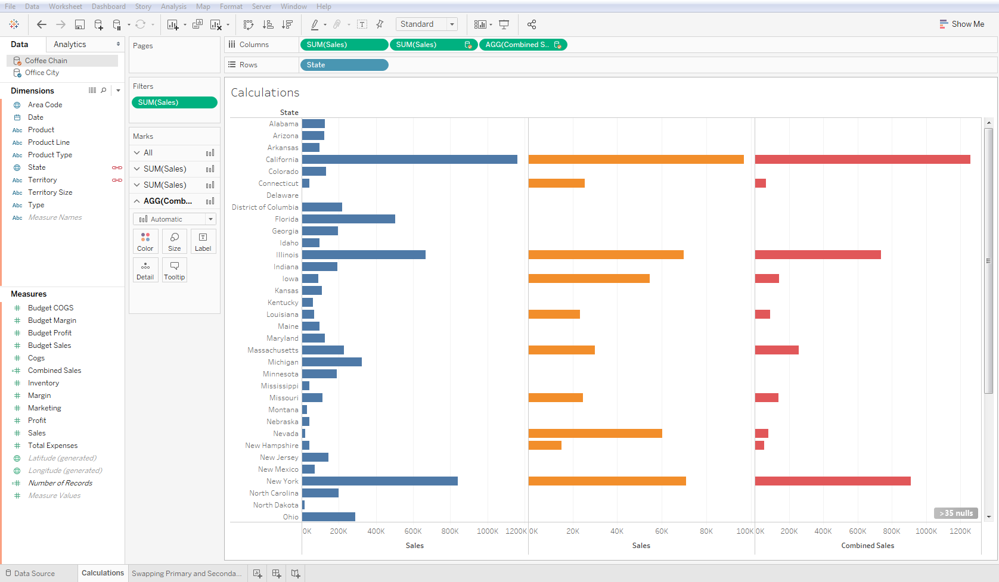 File Data Worksheet Dashboard Story Analysis Map Format Server Window Help
Standard
Show Me
Data
Analytics
Coffee Chain
Office City
Dimensions
Area Code
Date
Abc Product
Abc Product Line
Abc Product Type
State
Abc Territory
Abc Territory Size
Abc Type
Abc Measure Names
Measures
# Budget COGS
# Budget Margin
# Budget Profit
# Budget Sales
# Cogs
=# Combined Sales
# Inventory
# Margin
# Marketing
# Profit
# Sales
# Total Expenses
Latitude (generated)
Longitude (generated)
=# Number of Records
# Measure Values
Pages
Filters
SUM(Sales)
Marks
All
SUM(Sales)
SUM(Sales)
AGG(Comb...
Automatic
Color Size Label
Detail Tooltip
Columns SUM(Sales) SUM(Sales) AGG(Combined S..
Rows State
Calculations
State
Alabama
Arizona
Arkansas
California
Colorado
Connecticut
Delaware
District of Columbia
Florida
Georgia
Idaho
Illinois
Indiana
Iowa
Kansas
Kentucky
Louisiana
Maine
Maryland
Massachusetts
Michigan
Minnesota
Mississippi
Missouri
Montana
Nebraska
Nevada
New Hampshire
New Jersey
New Mexico
New York
North Carolina
North Dakota
Ohio
>35 nulls
0K 200K 400K 600K 800K 1000K 1200K 0K 20K 40K 60K 80K 100K 0K 200K 400K 600K 800K 1000K 1200K
Sales Sales Combined Sales
Data Source Calculations Swapping Primary and Seconda...